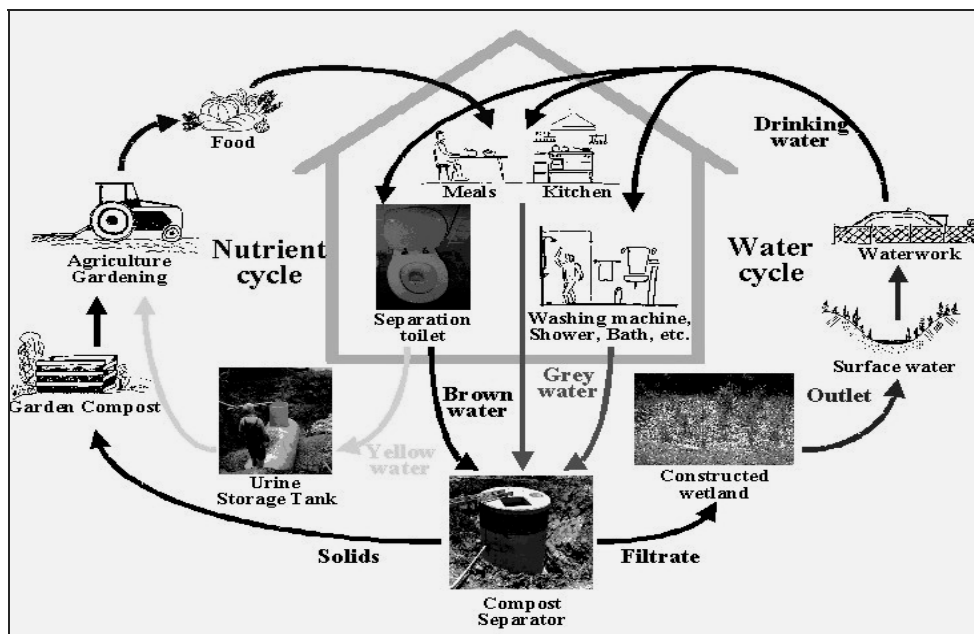 Food
Drinking
water
Meals
Kitchen
Agriculture
Gardening
Nutrient
cycle
Water
cycle
Waterwork
Separation
toilet
Washing machine,
Shower, Bath, etc.
Surface water
Garden Compost
Brown
water
Grey
water
Outlet
Yellow
water
Urine
Storage Tank
Constructed
wetland
Solids
Filtrate
Compost
Separator